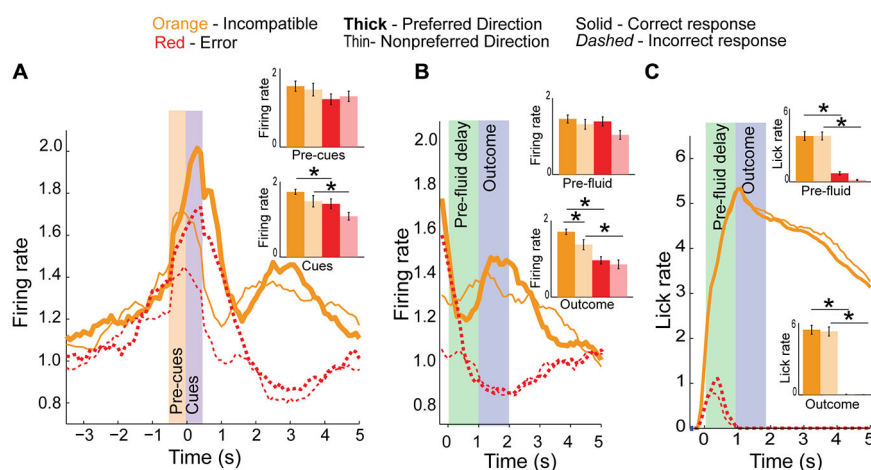 Orange - Incompatible
Thick - Preferred Direction
Solid - Correct response
Red - Error
Thin- Nonpreferred Direction
Dashed - Incorrect response
A
Firing rate
2.0
1.8
1.6
1.4
1.2
1.0
0.8
−3 −2 −1 0 1 2 3 4 5
Time (s)
Pre-cues
Cues
Firing rate
2
0
Pre-cues
Firing rate
2
0
* *
Cues
B
Firing rate
2.0
1.8
1.6
1.4
1.2
1.0
0.8
0 1 2 3 4 5
Time (s)
Pre-fluid delay
Outcome
Firing rate
2
0
Pre-fluid
Firing rate
2
0
* * *
Outcome
C
Lick rate
6
5
4
3
2
1
0
0 1 2 3 4 5
Time (s)
Pre-fluid delay
Outcome
Lick rate
6
0
* *
Pre-fluid
Lick rate
6
0
* *
Outcome